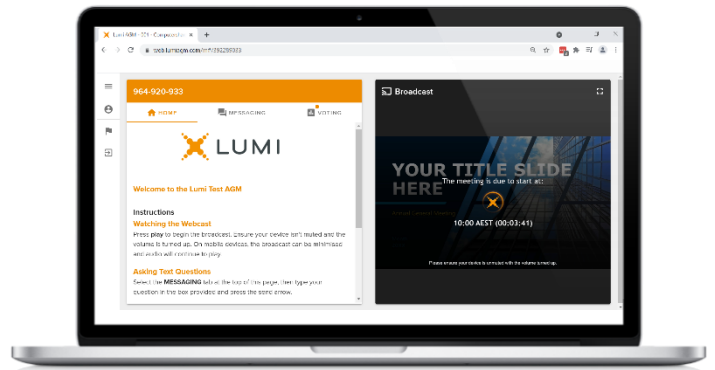 964-920-933
HOME
MESSAGING
VOTING
LUMI
Welcome to the Lumi Test AGM
Instructions
Watching the Webcast
Press play to begin the broadcast. Ensure your device isn't muted and the
volume is turned up. On mobile devices, the broadcast can be minimised
and audio will continue to play.
Asking Text Questions
Select the MESSAGING tab at the top of this page, then type your
question in the box provided and press the send arrow.
Broadcast
YOUR TITLE SLIDE
HERE
The meeting is due to start at:
10:00 AEST (00:03:41)
Please ensure your device is unmuted with the volume turned up.